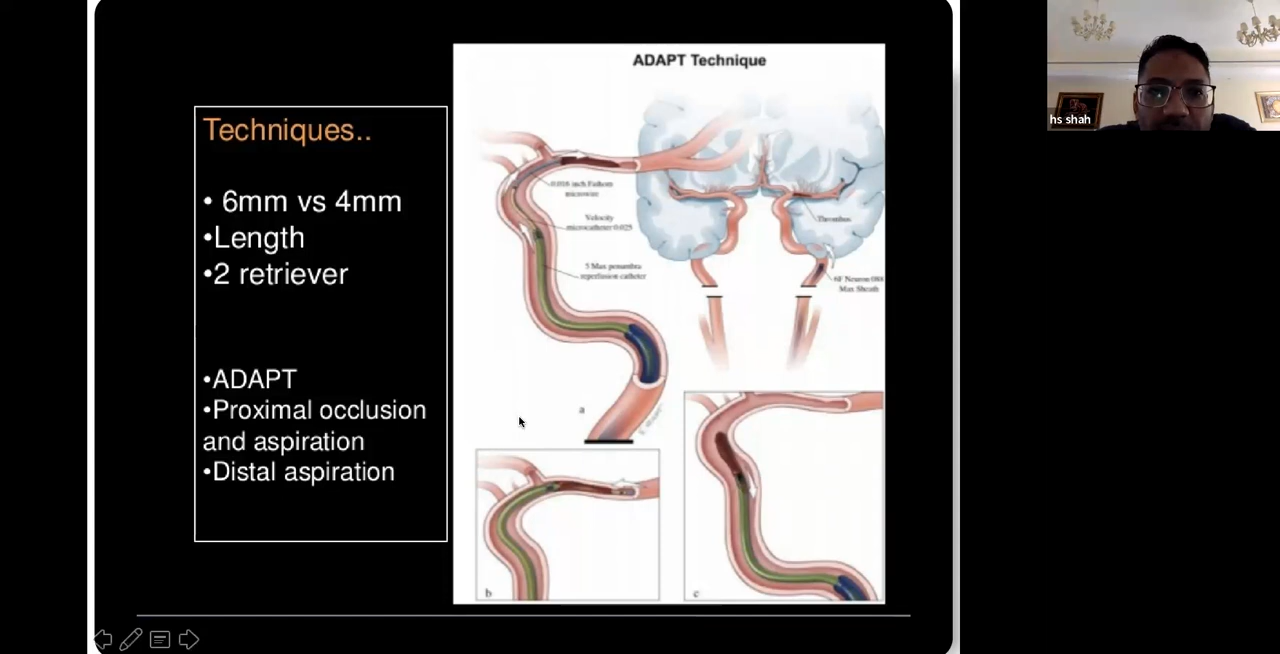 Techniques..
• 6mm vs 4mm
•Length
•2 retriever
•ADAPT
•Proximal occlusion
and aspiration
•Distal aspiration
ADAPT Technique
0.016 inch Fathom
microwire
Velocity
microcatheter 0.025
5 Max penumbra
reperfusion catheter
a
Thrombus
6F Neuron 088
Max Sheath
b
c
hs shah